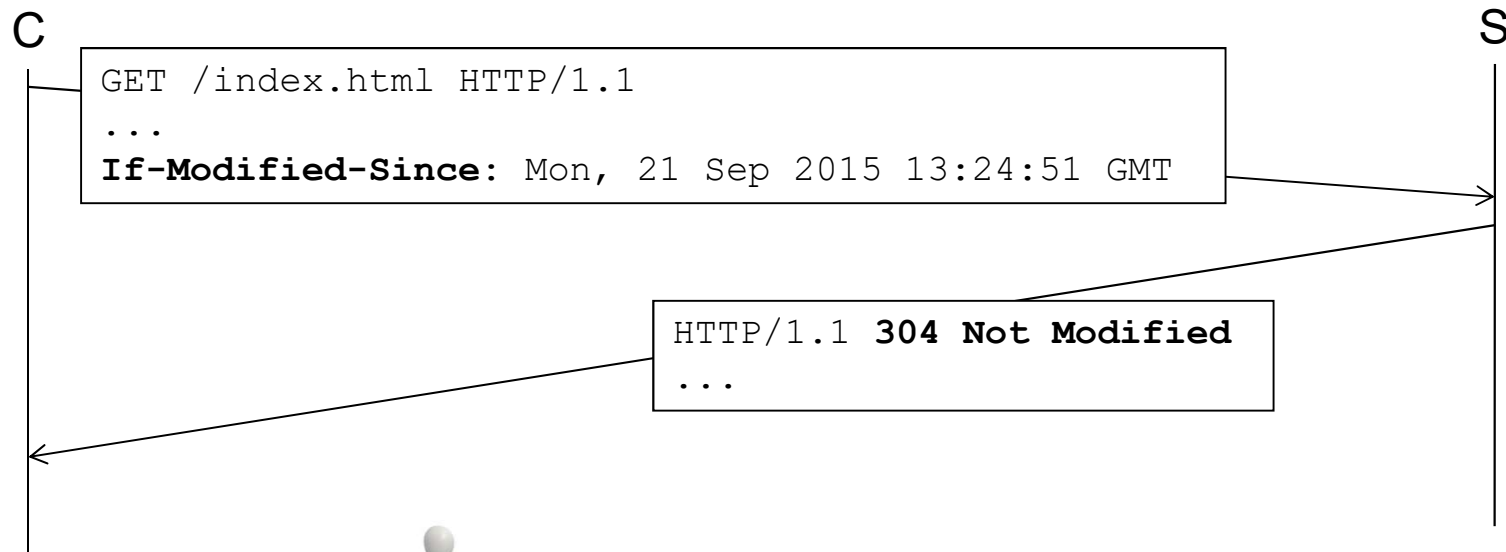 C
S
GET /index.html HTTP/1.1
...
If-Modified-Since: Mon, 21 Sep 2015 13:24:51 GMT
HTTP/1.1 304 Not Modified
...